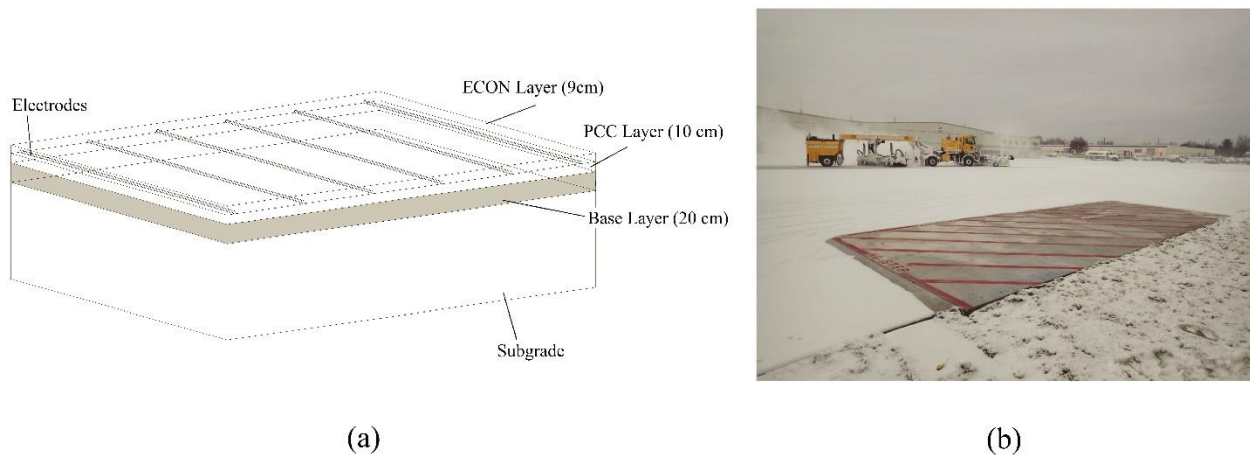 ECON Layer (9cm)
Electrodes
PCC Layer (10 cm)
Base Layer (20 cm)
Subgrade
(a)
(b)